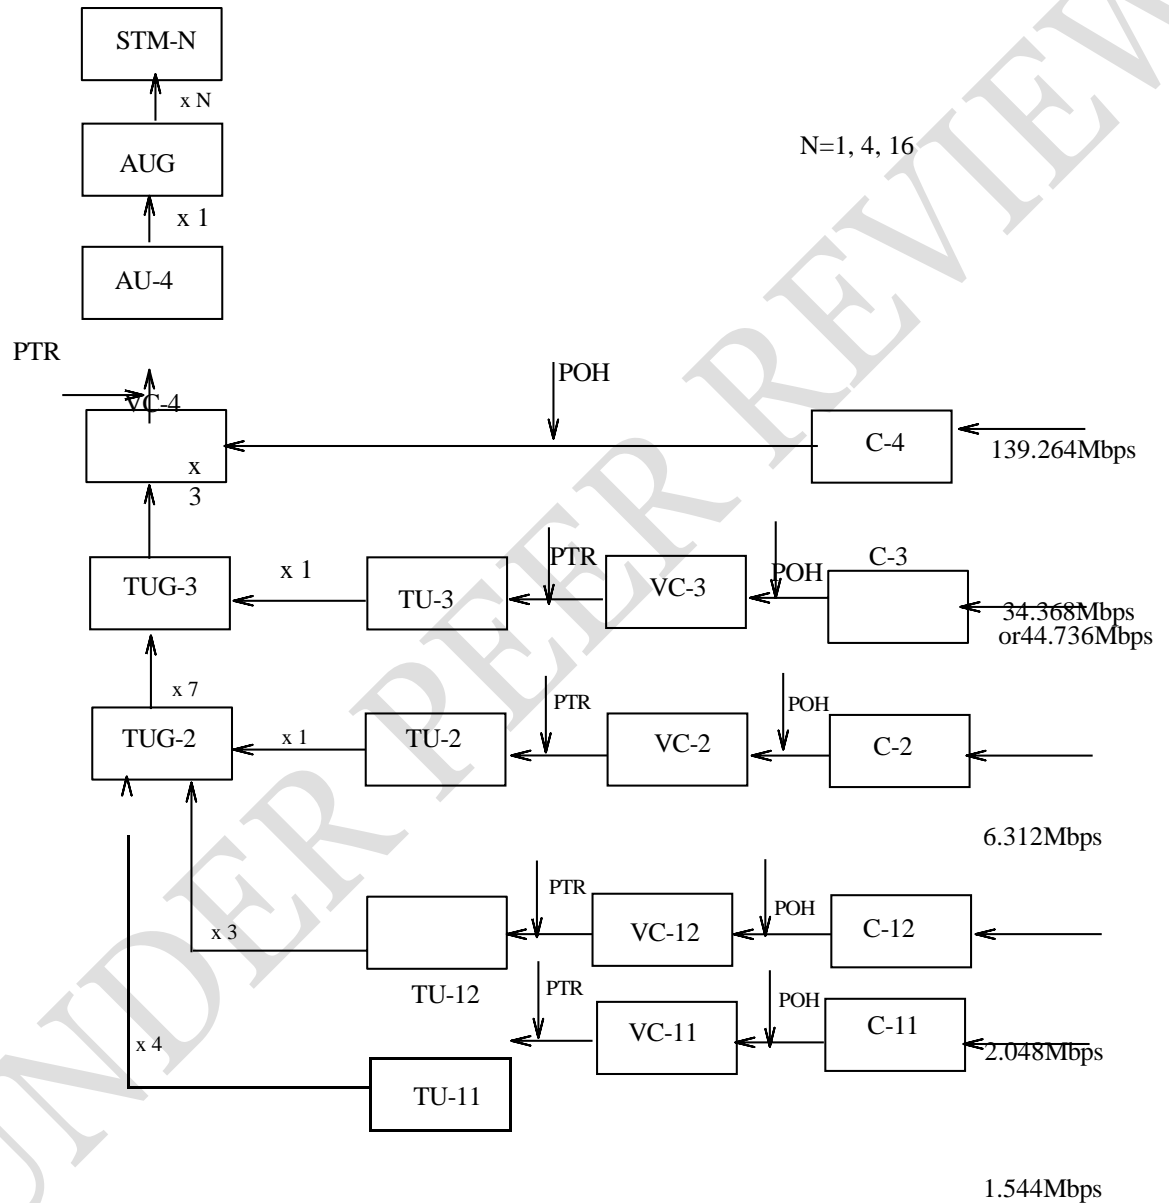 STM-N
x N
AUG
N=1, 4, 16
x 1
AU-4
PTR
VC-4
POH
C-4
139.264Mbps
x
3
TUG-3
x 1
TU-3
PTR
VC-3
POH
C-3
34.368Mbps
or44.736Mbps
x 7
TUG-2
x 1
TU-2
PTR
VC-2
POH
C-2
6.312Mbps
x 3
TU-12
PTR
VC-12
POH
C-12
x 4
TU-11
PTR
VC-11
POH
C-11
2.048Mbps
1.544Mbps
UNDER PEER REVIEW